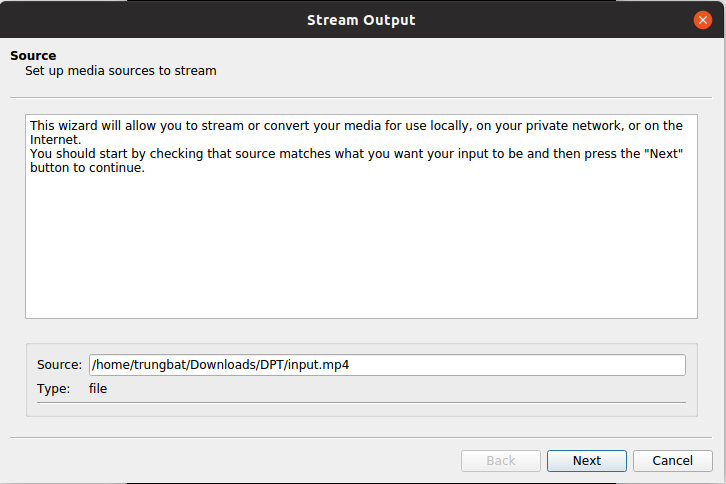 Stream Output
Source
Set up media sources to stream
This wizard will allow you to stream or convert your media for use locally, on your private network, or on the
Internet.
You should start by checking that source matches what you want your input to be and then press the "Next"
button to continue.
Source: /home/trungbat/Downloads/DPT/input.mp4
Type: file
Back Next Cancel